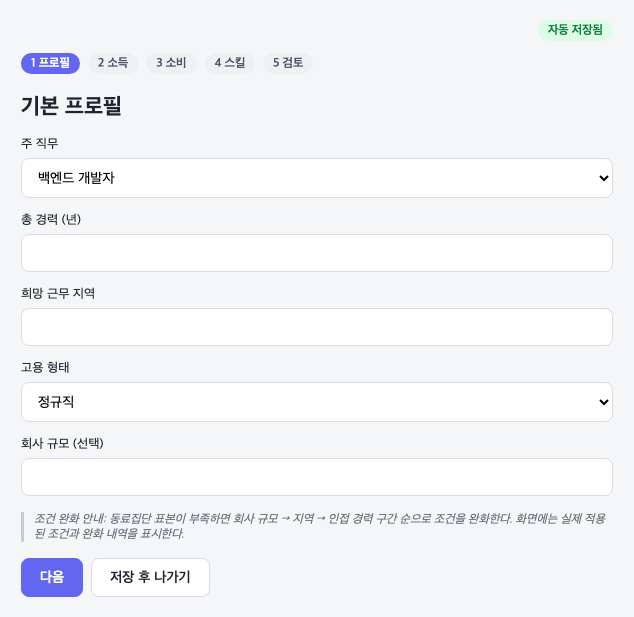 자동 저장됨
1 프로필 2 소득 3 소비 4 스킬 5 검토
기본 프로필
주 직무
백엔드 개발자
총 경력 (년)
희망 근무 지역
고용 형태
정규직
회사 규모 (선택)
조건 완화 안내: 동료집단 표본이 부족하면 회사 규모 → 지역 → 인접 경력 구간 순으로 조건을 완화한다. 화면에는 실제 적용
된 조건과 완화 내역을 표시한다.
다음 저장 후 나가기